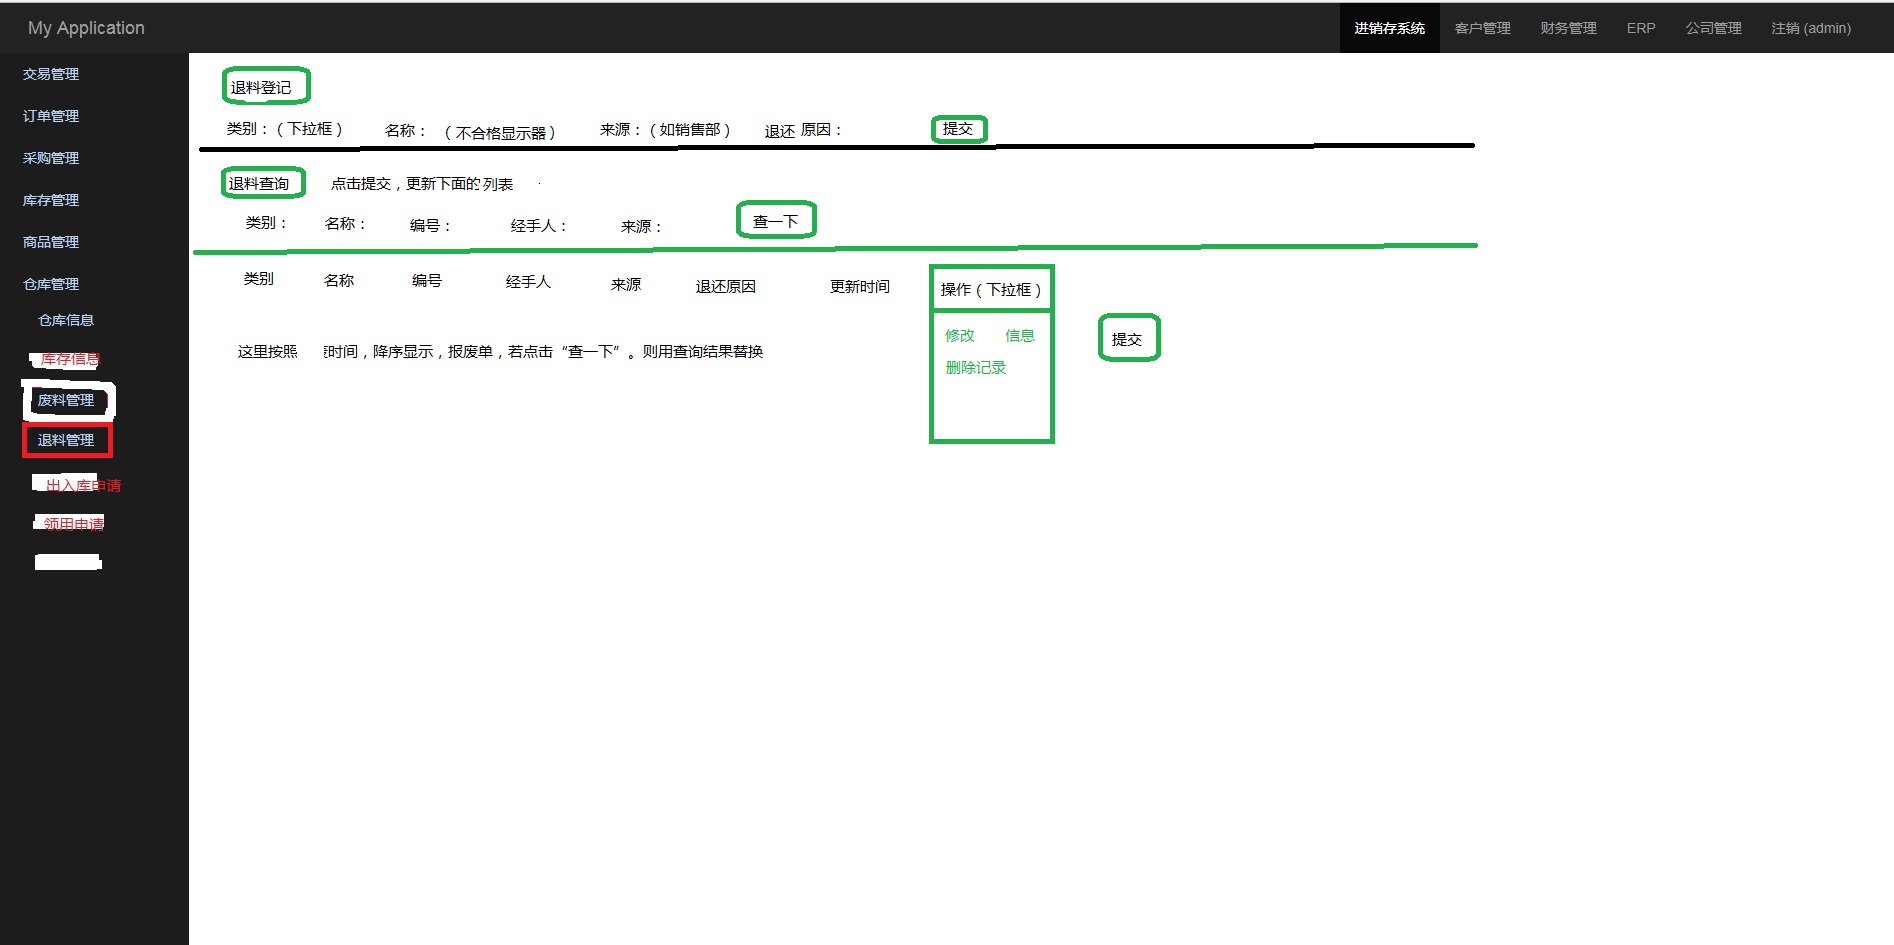 My Application
进销存系统 客户管理 财务管理 ERP 公司管理 注销 (admin)
交易管理
订单管理
采购管理
库存管理
商品管理
仓库管理
仓库信息
库存信息
废料管理
退料管理
出入库申请
领用申请
退料登记
类别：（下拉框） 名称：（不合格显示器） 来源：（如销售部） 退还 原因： 提交
退料查询 点击提交，更新下面的列表
类别： 名称： 编号： 经手人： 来源： 查一下
类别 名称 编号 经手人 来源 退还原因 更新时间 操作（下拉框）
修改 信息 提交
这里按照 时间，降序显示，报废单，若点击“查一下”。则用查询结果替换
删除记录